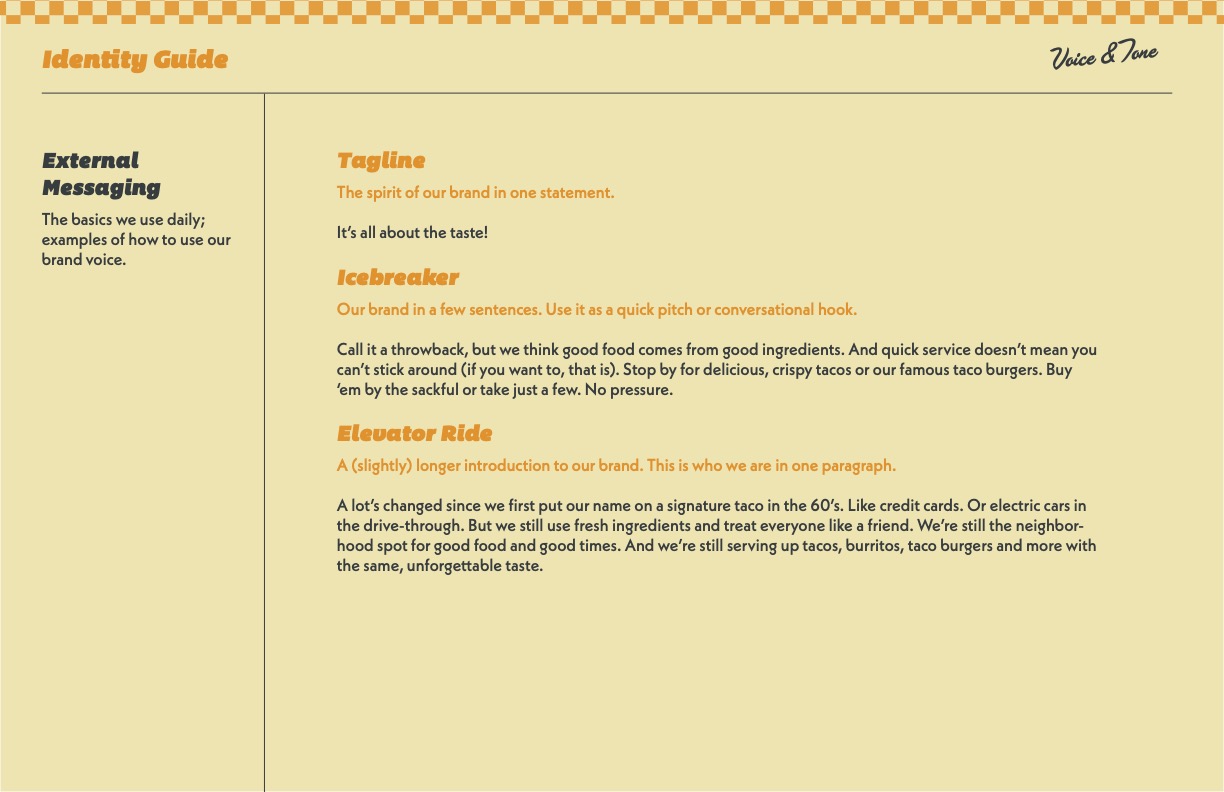 Identity Guide
Voice & Tone
External
Messaging
The basics we use daily;
examples of how to use our
brand voice.
Tagline
The spirit of our brand in one statement.
It’s all about the taste!
Icebreaker
Our brand in a few sentences. Use it as a quick pitch or conversational hook.
Call it a throwback, but we think good food comes from good ingredients. And quick service doesn’t mean you
can’t stick around (if you want to, that is). Stop by for delicious, crispy tacos or our famous taco burgers. Buy
‘em by the sackful or take just a few. No pressure.
Elevator Ride
A (slightly) longer introduction to our brand. This is who we are in one paragraph.
A lot’s changed since we first put our name on a signature taco in the 60’s. Like credit cards. Or electric cars in
the drive-through. But we still use fresh ingredients and treat everyone like a friend. We’re still the neighbor-
hood spot for good food and good times. And we’re still serving up tacos, burritos, taco burgers and more with
the same, unforgettable taste.